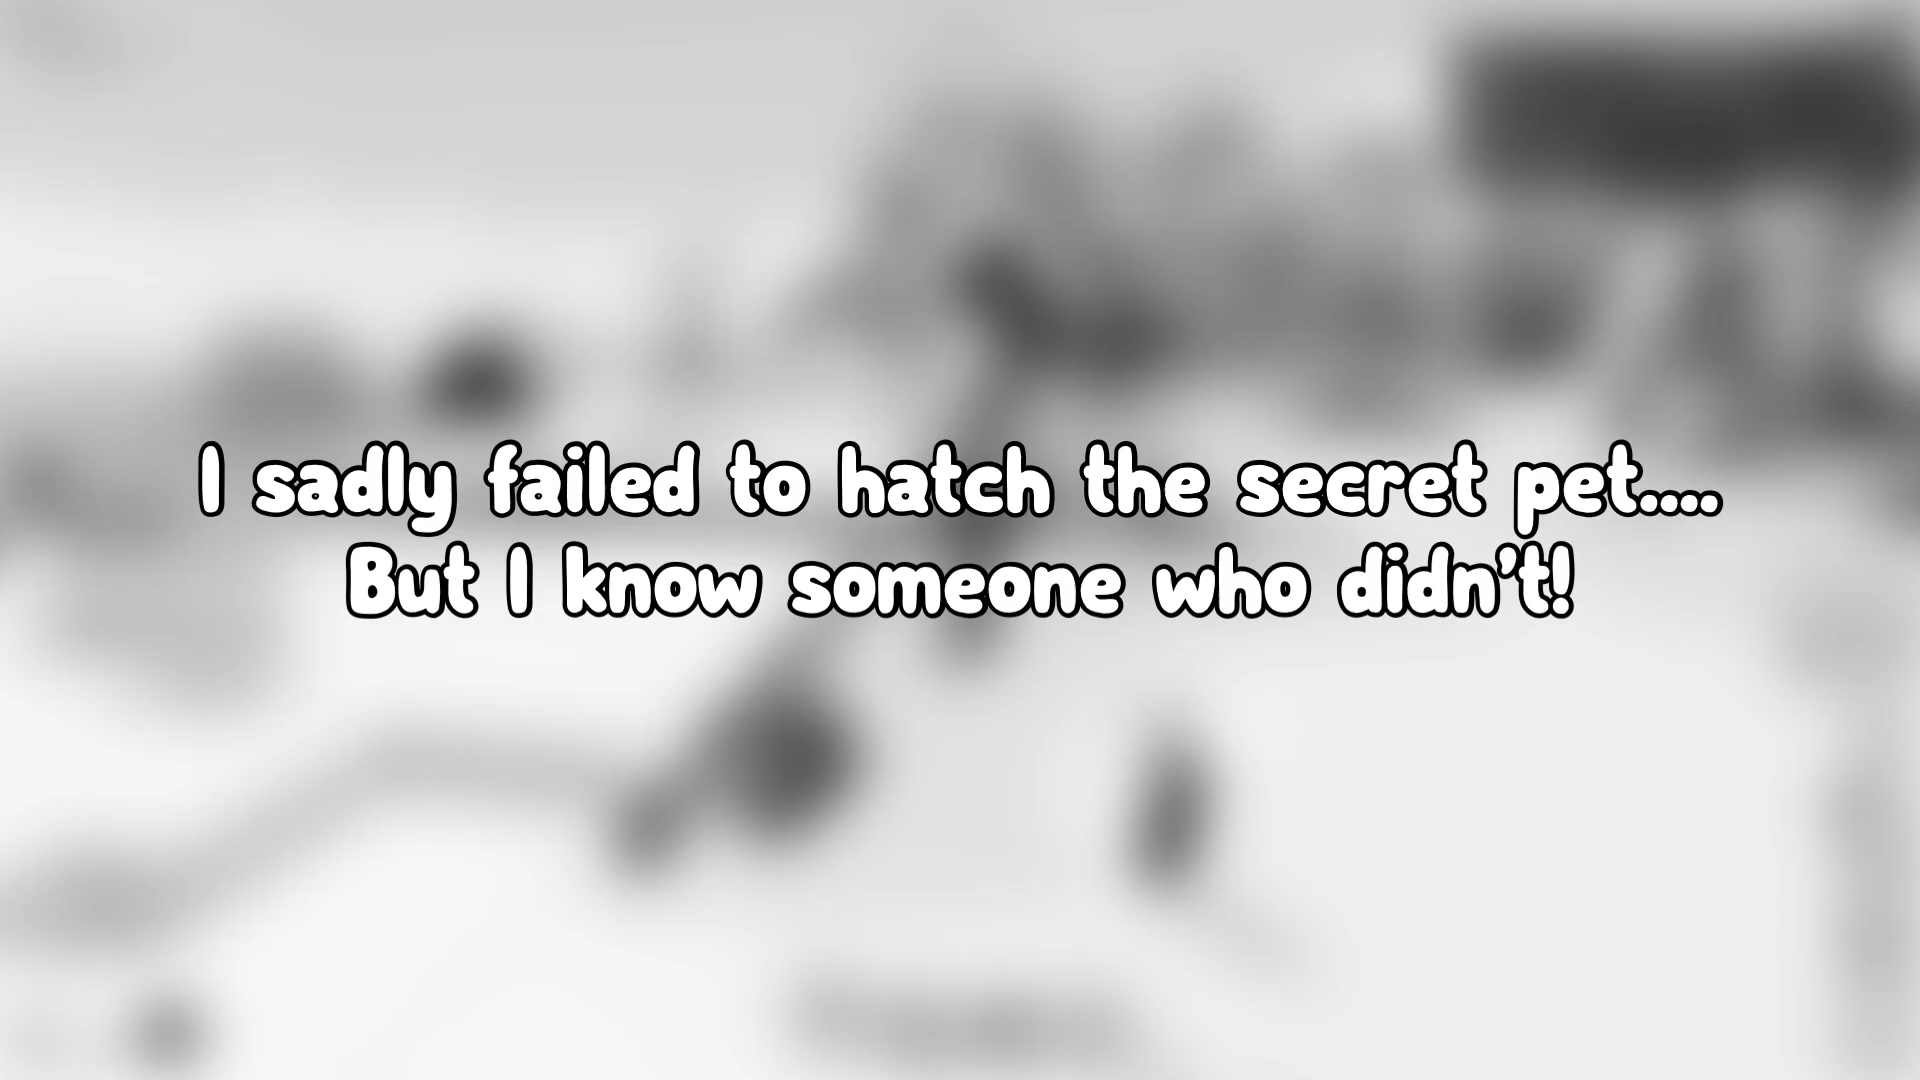 I sadly failed to hatch the secret pet....
But I know someone who didn't!